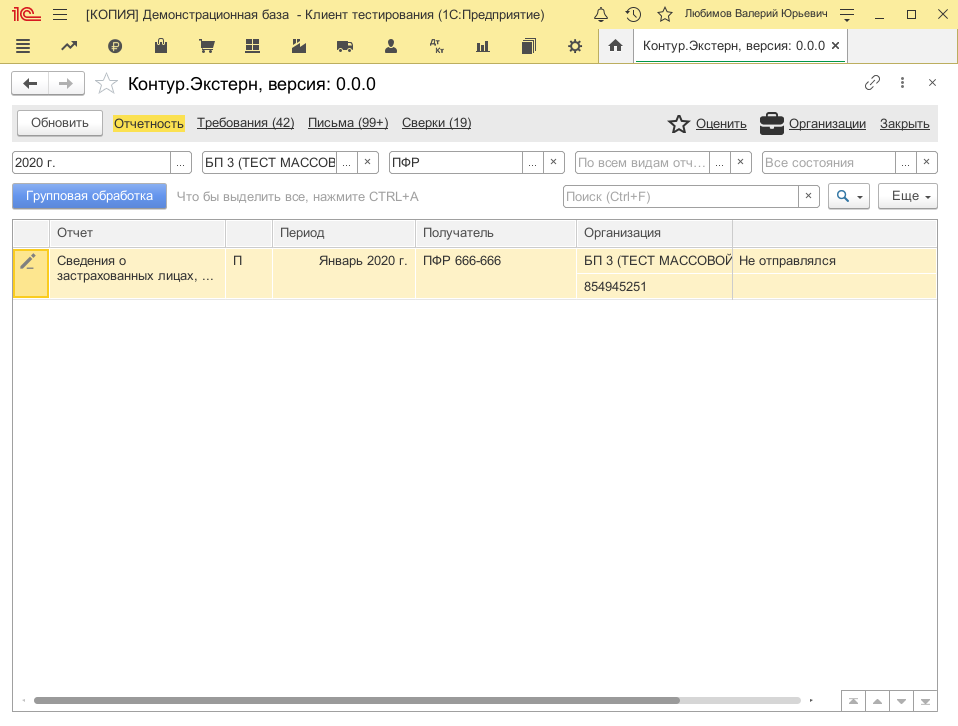 [КОПИЯ] Демонстрационная база - Клиент тестирования (1С:Предприятие) Любимов Валерий Юрьевич
Дт Кт
Контур.Экстерн, версия: 0.0.0 ×
Контур.Экстерн, версия: 0.0.0
Обновить Отчетность Требования (42) Письма (99+) Сверки (19) Оценить Организации Закрыть
2020 г. ... БП 3 (ТЕСТ МАССОВ ... × ПФР ... × По всем видам отч... ... × Все состояния ... ×
Групповая обработка Что бы выделить все, нажмите CTRL+A Поиск (Ctrl+F) × Еще
Отчет Период Получатель Организация
Сведения о П Январь 2020 г. ПФР 666-666 БП 3 (ТЕСТ МАССОВОЙ Не отправлялся
застрахованных лицах, ...
854945251